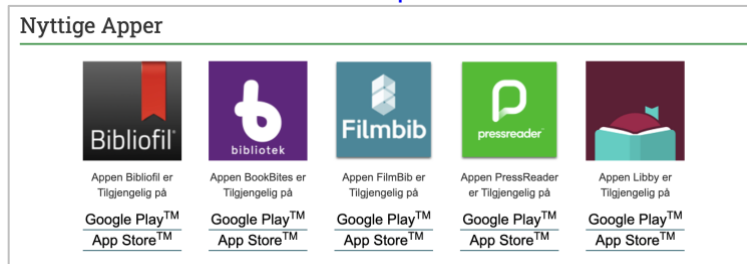 Nyttige Apper
Bibliofil
bibliotek
Filmbib
pressreader
Appen Bibliofil er
Tilgjengelig på
Google Play™
App Store™
Appen BookBites er
Tilgjengelig på
Google Play™
App Store™
Appen FilmBib er
Tilgjengelig på
Google Play™
App Store™
Appen PressReader
er Tilgjengelig på
Google Play™
App Store™
Appen Libby er
Tilgjengelig på
Google Play™
App Store™